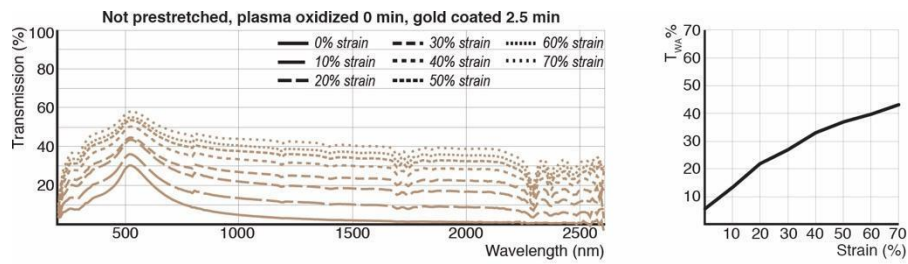 Not prestretched, plasma oxidized 0 min, gold coated 2.5 min
Transmission (%)
100
80
60
40
20
0% strain
10% strain
20% strain
30% strain
40% strain
50% strain
60% strain
70% strain
500
1000
1500
2000
2500
Wavelength (nm)
T_WA%
70
60
50
40
30
20
10
10 20 30 40 50 60 70
Strain (%)